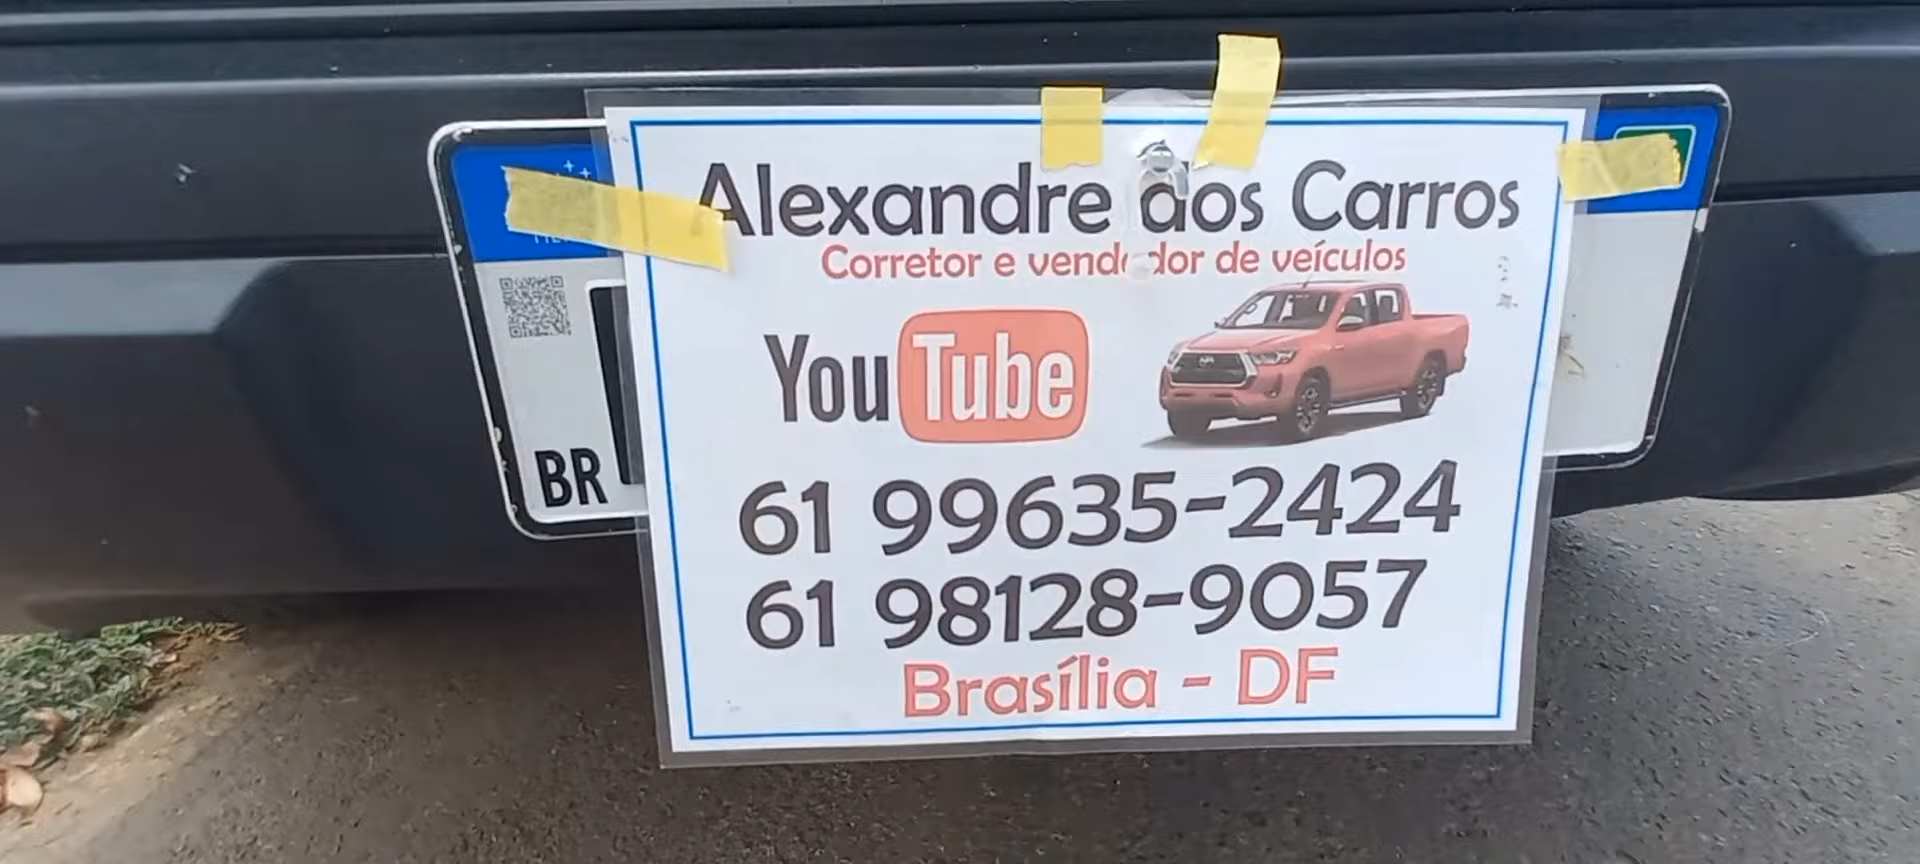 Alexandre dos Carros
Corretor e vendedor de veículos
YouTube
61 99635-2424
61 98128-9057
Brasília - DF
BR